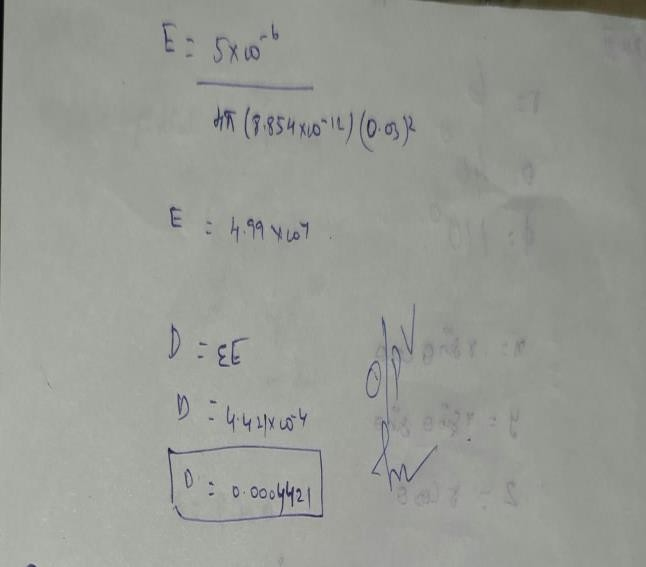 E = 5×10⁻⁶
4π (8.854×10⁻¹²) (0.03)²
E = 4.99 ×10⁷.
D = εE
D = 4.421×10⁻⁴
D = 0.0004421